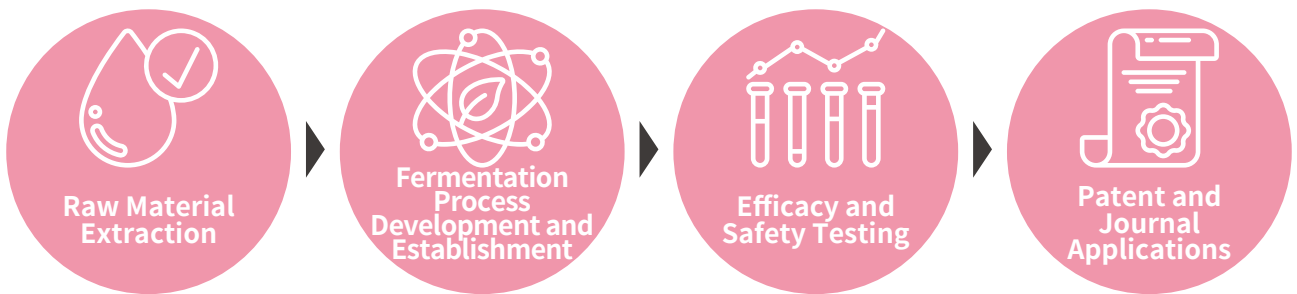 Raw Material
Extraction
Fermentation
Process
Development and
Establishment
Efficacy and
Safety Testing
Patent and
Journal
Applications